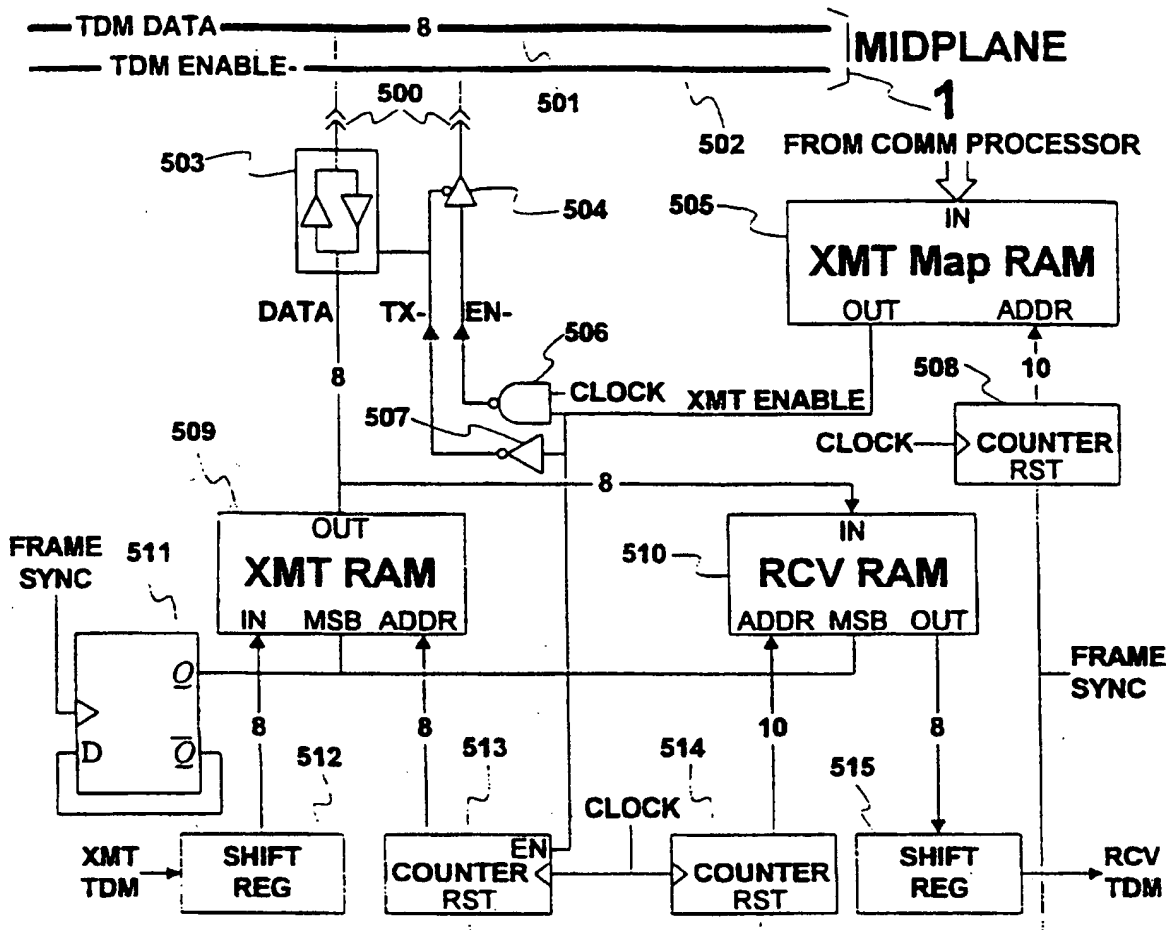 TDM DATA 8
TDM ENABLE-
MIDPLANE
1
500
501
502
FROM COMM PROCESSOR
503
504
505
IN
XMT Map RAM
OUT ADDR
DATA
TX-
EN-
506
CLOCK
XMT ENABLE
8
10
508
507
CLOCK
COUNTER
RST
509
8
OUT
XMT RAM
IN MSB ADDR
510
IN
RCV RAM
ADDR MSB OUT
FRAME
SYNC
511
Q
D
Q
FRAME
SYNC
8
8
10
8
512
513
514
515
CLOCK
XMT
TDM
SHIFT
REG
EN
COUNTER
RST
COUNTER
RST
SHIFT
REG
RCV
TDM